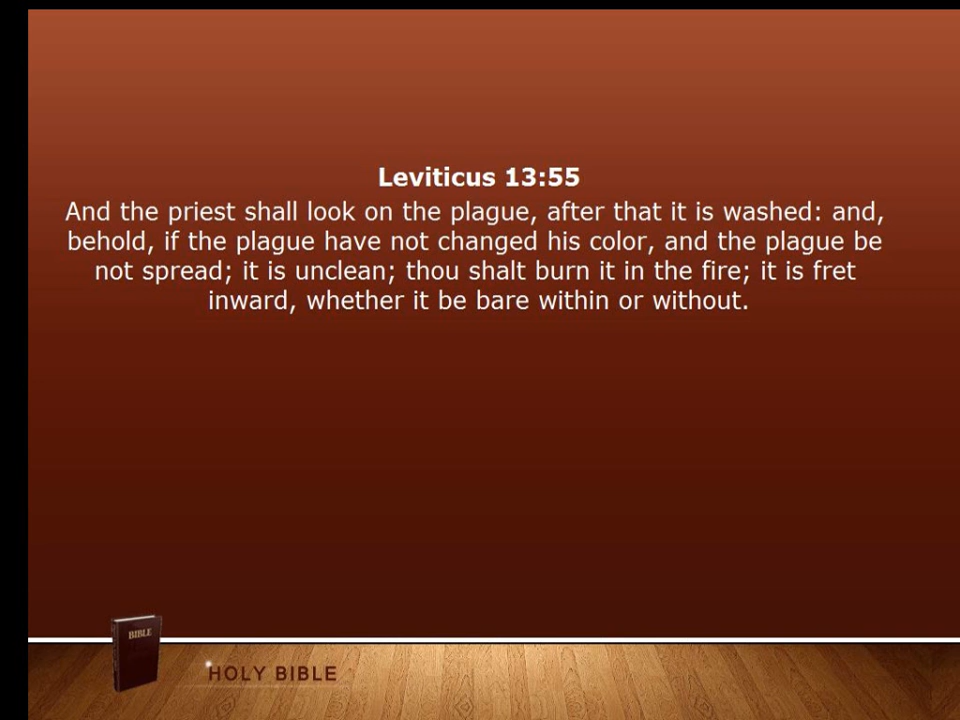 Leviticus 13:55
And the priest shall look on the plague, after that it is washed: and,
behold, if the plague have not changed his color, and the plague be
not spread; it is unclean; thou shalt burn it in the fire; it is fret
inward, whether it be bare within or without.
BIBLE
HOLY BIBLE